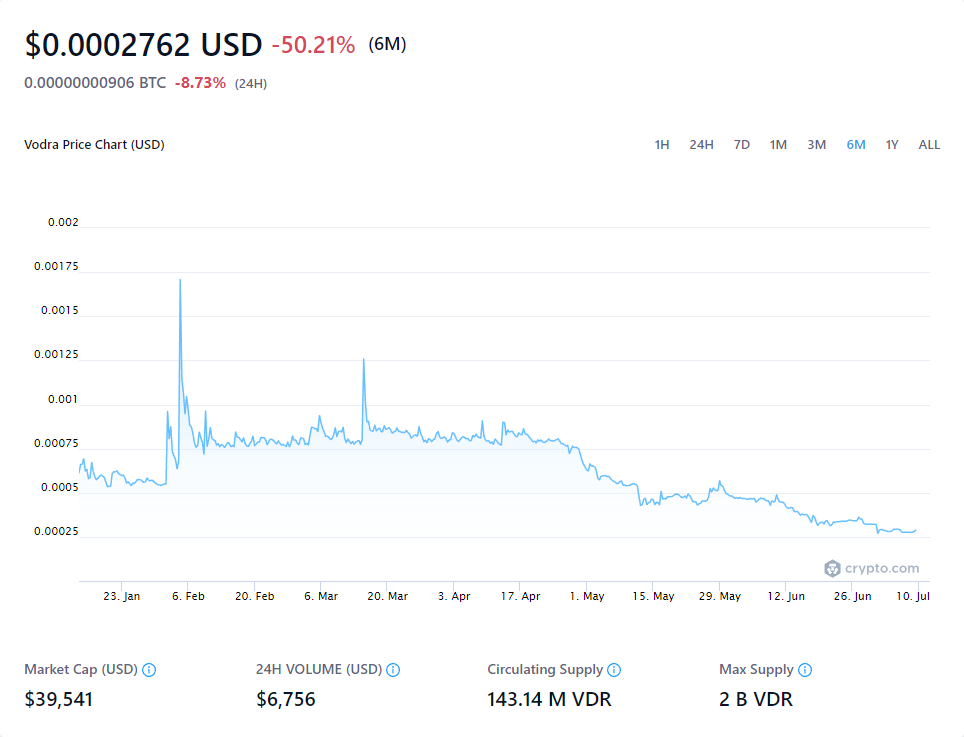 $0.0002762 USD -50.21% (6M)
0.00000000906 BTC -8.73% (24H)
Vodra Price Chart (USD) 1H 24H 7D 1M 3M 6M 1Y ALL
0.002
0.00175
0.0015
0.00125
0.001
0.00075
0.0005
0.00025
crypto.com
23. Jan 6. Feb 20. Feb 6. Mar 20. Mar 3. Apr 17. Apr 1. May 15. May 29. May 12. Jun 26. Jun 10. Jul
Market Cap (USD) 24H VOLUME (USD) Circulating Supply Max Supply
$39,541 $6,756 143.14 M VDR 2 B VDR